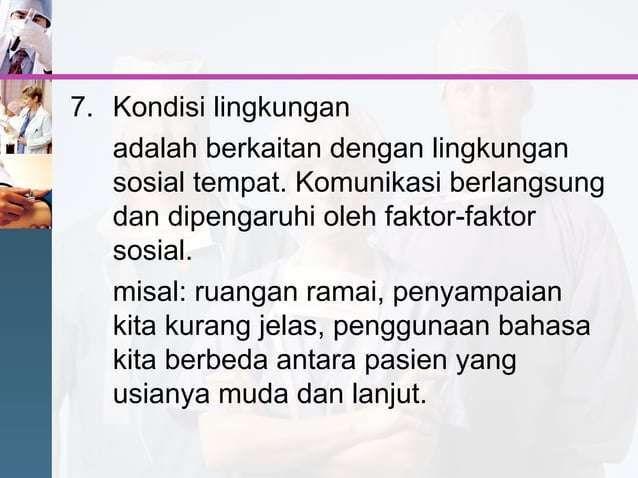 7. Kondisi lingkungan
adalah berkaitan dengan lingkungan
sosial tempat. Komunikasi berlangsung
dan dipengaruhi oleh faktor-faktor
sosial.
misal: ruangan ramai, penyampaian
kita kurang jelas, penggunaan bahasa
kita berbeda antara pasien yang
usianya muda dan lanjut.